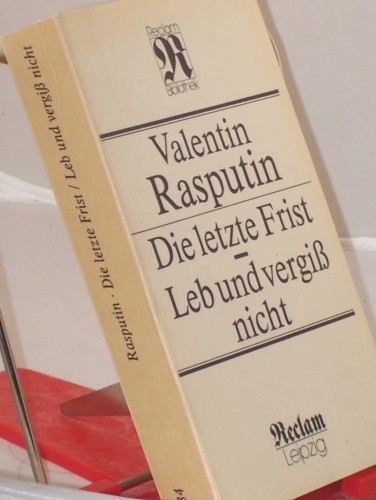 Reclam
R
Bibliothek
Valentin
Rasputin
Die letzte Frist
–
Leb und vergiß
nicht
Reclam
Leipzig
Rasputin · Die letzte Frist / Leb und vergiß nicht